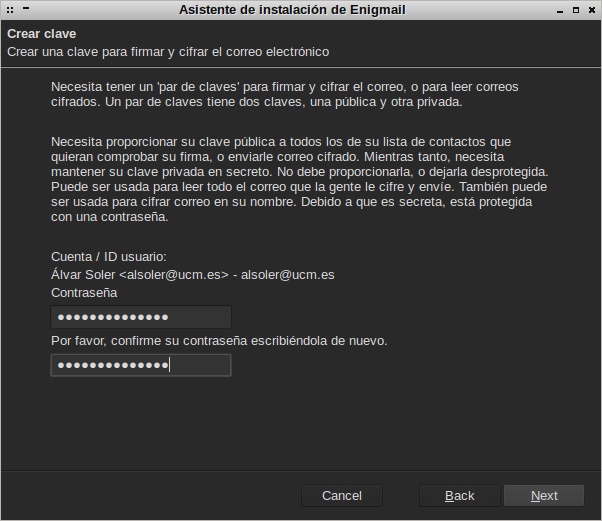 Asistente de instalación de Enigmail
Crear clave
Crear una clave para firmar y cifrar el correo electrónico
Necesita tener un 'par de claves' para firmar y cifrar el correo, o para leer correos
cifrados. Un par de claves tiene dos claves, una pública y otra privada.
Necesita proporcionar su clave pública a todos los de su lista de contactos que
quieran comprobar su firma, o enviarle correo cifrado. Mientras tanto, necesita
mantener su clave privada en secreto. No debe proporcionarla, o dejarla desprotegida.
Puede ser usada para leer todo el correo que la gente le cifre y envíe. También puede
ser usada para cifrar correo en su nombre. Debido a que es secreta, está protegida
con una contraseña.
Cuenta / ID usuario:
Álvar Soler <alsoler@ucm.es> - alsoler@ucm.es
Contraseña
●●●●●●●●●●●●●●
Por favor, confirme su contraseña escribiéndola de nuevo.
●●●●●●●●●●●●●●
Cancel Back Next